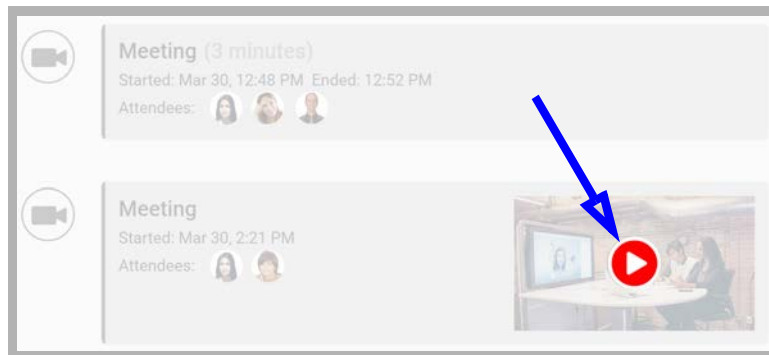 Meeting (3 minutes)
Started: Mar 30, 12:48 PM Ended: 12:52 PM
Attendees:
Meeting
Started: Mar 30, 2:21 PM
Attendees: